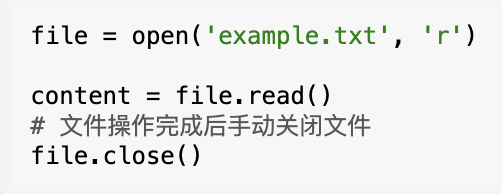 file = open('example.txt', 'r')
content = file.read()
# 文件操作完成后手动关闭文件
file.close()